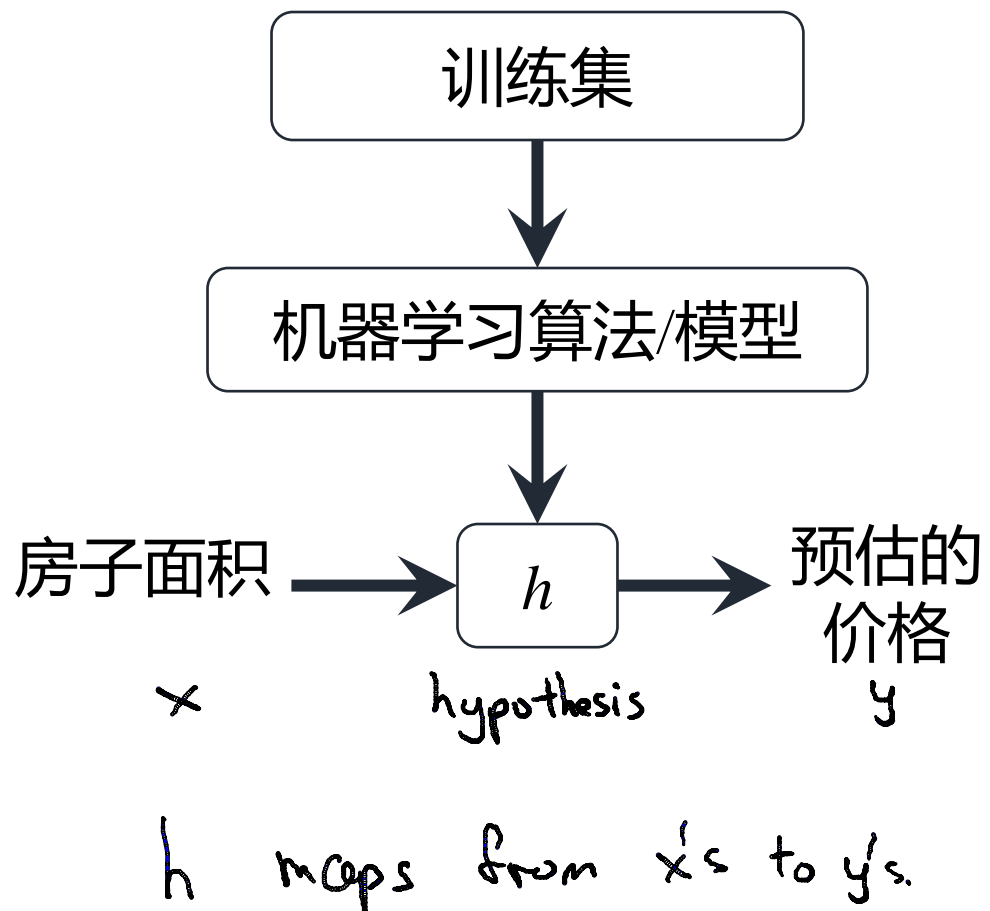 训练集
机器学习算法/模型
房子面积
h
预估的
价格
x
hypothesis
y
h maps from x's to y's.